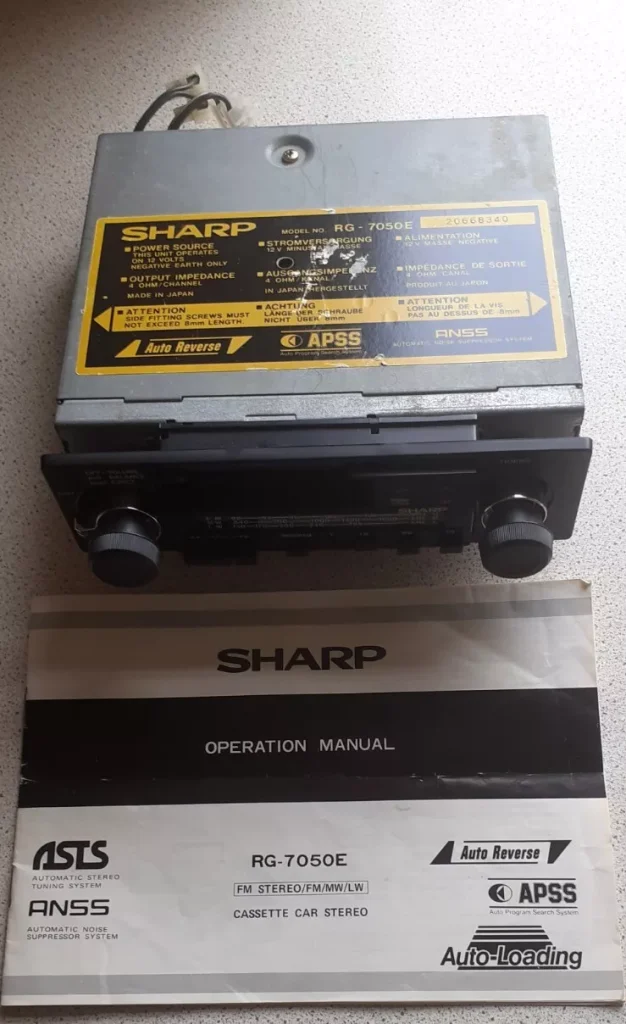 SHARP
MODEL NO. RG - 7050E 20668340
■ POWER SOURCE
THIS UNIT OPERATES
ON 12 VOLTS
NEGATIVE EARTH ONLY
■ OUTPUT IMPEDANCE
4 OHM/CHANNEL
MADE IN JAPAN
■ STROMVERSORGUNG
12 V MINUS MASSE
■ AUSGANGSIMPEDANZ
4 OHM/KANAL
IN JAPAN HERGESTELLT
■ ALIMENTATION
12 V MASSE NEGATIVE
■ IMPEDANCE DE SORTIE
4 OHM/CANAL
PRODUIT AU JAPON
■ ATTENTION
SIDE FITTING SCREWS MUST
NOT EXCEED 8mm LENGTH.
■ ACHTUNG
LÄNGE DER SCHRAUBE
NICHT ÜBER 8mm
■ ATTENTION
LONGUEUR DE LA VIE
PAS AU DESSUS DE 8mm
Auto Reverse
APSS
Auto Program Search System
ANSS
AUTOMATIC NOISE SUPPRESSOR SYSTEM
SHARP
SHARP
OPERATION MANUAL
ASTS
AUTOMATIC STEREO
TUNING SYSTEM
ANSS
AUTOMATIC NOISE
SUPPRESSOR SYSTEM
RG-7050E
FM STEREO/FM/MW/LW
CASSETTE CAR STEREO
Auto Reverse
APSS
Auto Program Search System
Auto-Loading